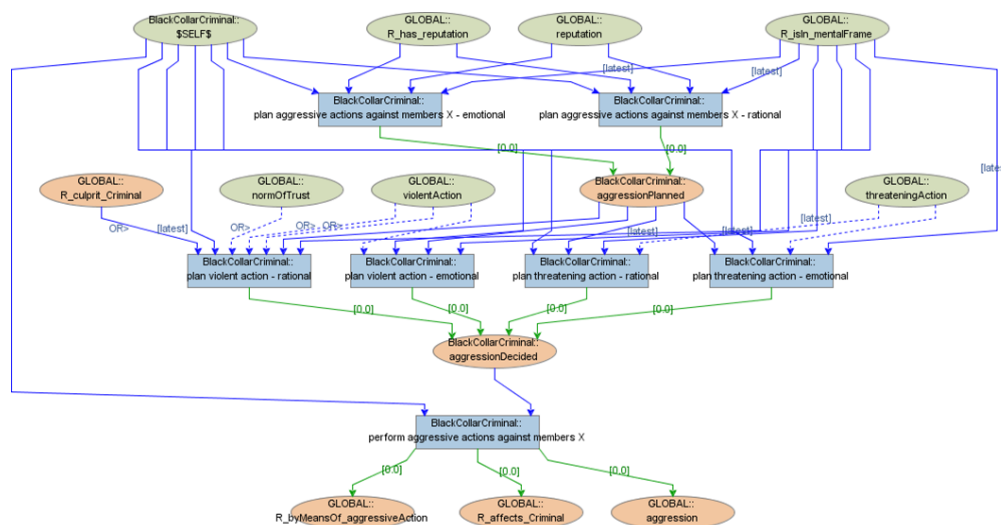 BlackCollarCriminal::
$SELF$
GLOBAL::
R_has_reputation
GLOBAL::
reputation
GLOBAL::
R_isIn_mentalFrame
[latest]
[latest]
BlackCollarCriminal::
plan aggressive actions against members X - emotional
BlackCollarCriminal::
plan aggressive actions against members X - rational
[0.0]
[0.0]
GLOBAL::
R_culprit_Criminal
GLOBAL::
normOfTrust
GLOBAL::
violentAction
BlackCollarCriminal::
aggressionPlanned
GLOBAL::
threateningAction
OR>
[latest]
OR>
OR>
OR>
[latest]
BlackCollarCriminal::
plan violent action - rational
BlackCollarCriminal::
plan violent action - emotional
BlackCollarCriminal::
plan threatening action - rational
BlackCollarCriminal::
plan threatening action - emotional
[0.0]
[0.0]
[0.0]
[0.0]
BlackCollarCriminal::
aggressionDecided
BlackCollarCriminal::
perform aggressive actions against members X
[0.0]
[0.0]
[0.0]
GLOBAL::
R_byMeansOf_aggressiveAction
GLOBAL::
R_affects_Criminal
GLOBAL::
aggression